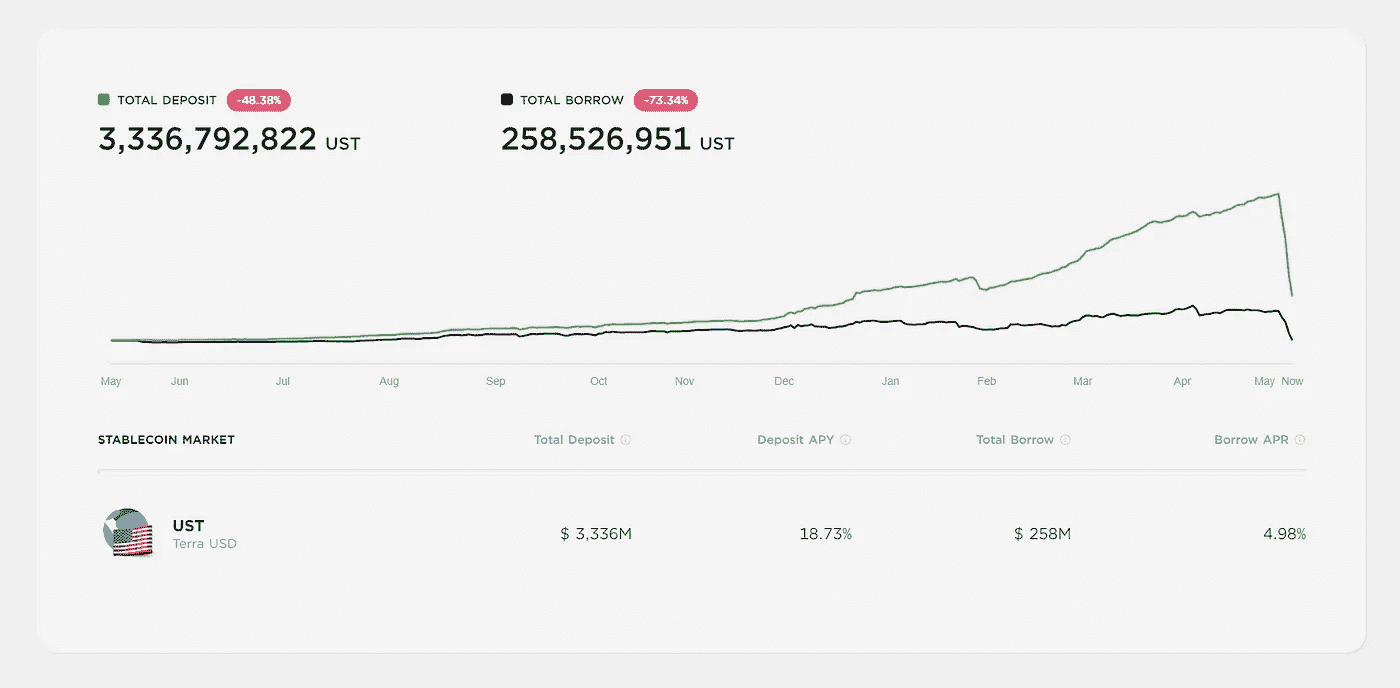 TOTAL DEPOSIT -48.38% TOTAL BORROW -73.34%
3,336,792,822 UST 258,526,951 UST
May Jun Jul Aug Sep Oct Nov Dec Jan Feb Mar Apr May Now
STABLECOIN MARKET Total Deposit Deposit APY Total Borrow Borrow APR
UST
Terra USD
$ 3,336M 18.73% $ 258M 4.98%